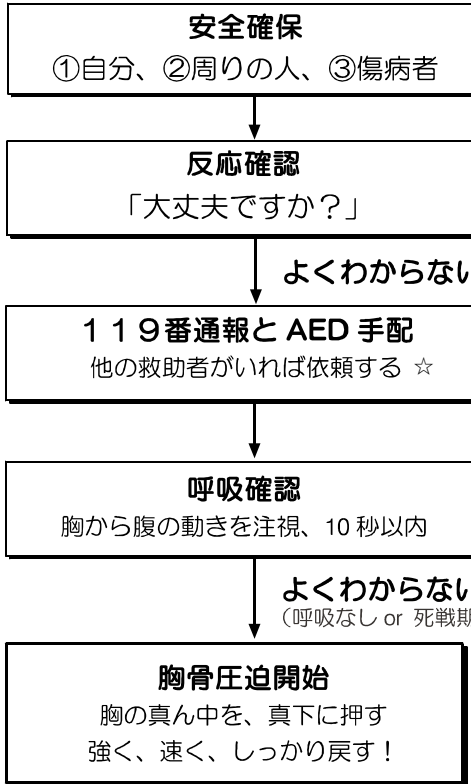 安全確保
①自分、②周りの人、③傷病者
反応確認
「大丈夫ですか？」
よくわからない
１１９番通報と AED 手配
他の救助者がいれば依頼する ☆
呼吸確認
胸から腹の動きを注視、10 秒以内
よくわからない
（呼吸なし or 死戦期
胸骨圧迫開始
胸の真ん中を、真下に押す
強く、速く、しっかり戻す！